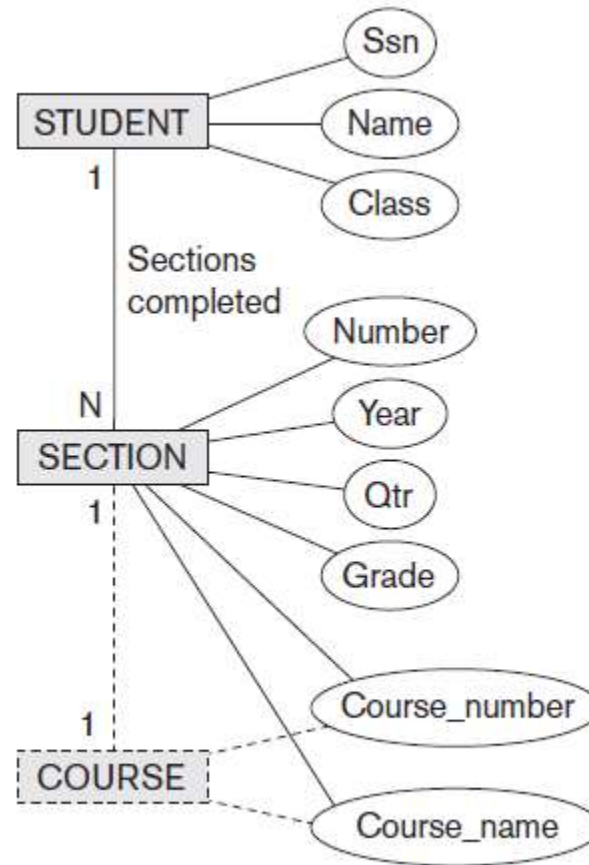 Ssn
STUDENT
Name
1
Class
Sections
completed
Number
N
Year
SECTION
1
Qtr
Grade
Course_number
1
COURSE
Course_name